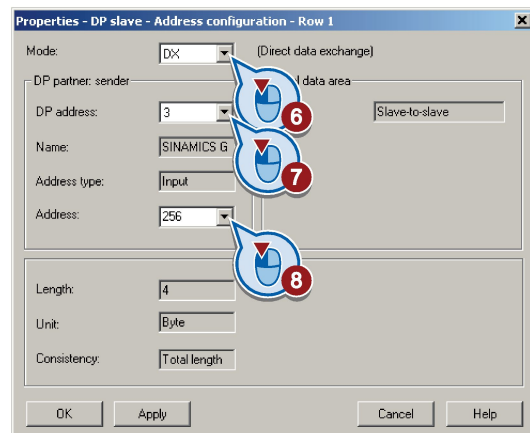 Properties - DP slave - Address configuration - Row 1
Mode: DX (Direct data exchange)
DP partner: sender data area
DP address: 3 6 Slave-to-slave
Name: SINAMICS G 7
Address type: Input
Address: 256
8
Length: 4
Unit: Byte
Consistency: Total length
OK Apply Cancel Help